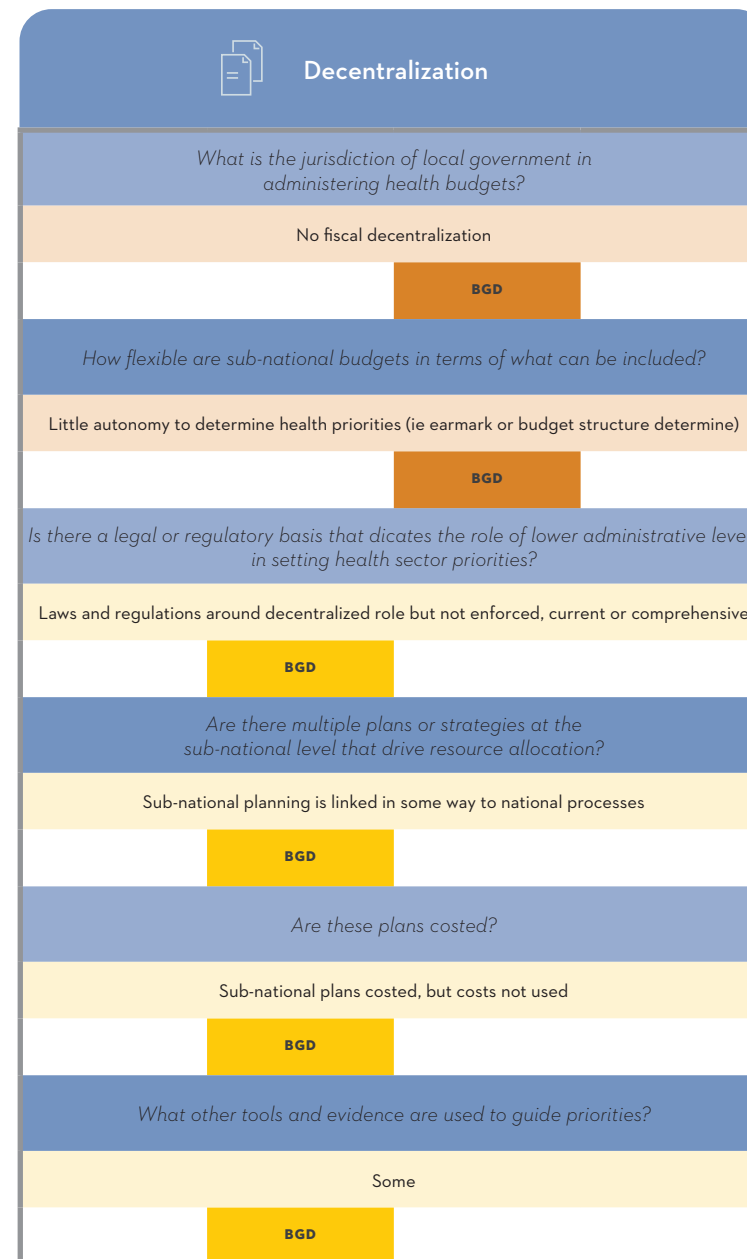 Decentralization
What is the jurisdiction of local government in
administering health budgets?
No fiscal decentralization
BGD
How flexible are sub-national budgets in terms of what can be included?
Little autonomy to determine health priorities (ie earmark or budget structure determine)
BGD
Is there a legal or regulatory basis that dicates the role of lower administrative leve
in setting health sector priorities?
Laws and regulations around decentralized role but not enforced, current or comprehensive
BGD
Are there multiple plans or strategies at the
sub-national level that drive resource allocation?
Sub-national planning is linked in some way to national processes
BGD
Are these plans costed?
Sub-national plans costed, but costs not used
BGD
What other tools and evidence are used to guide priorities?
Some
BGD